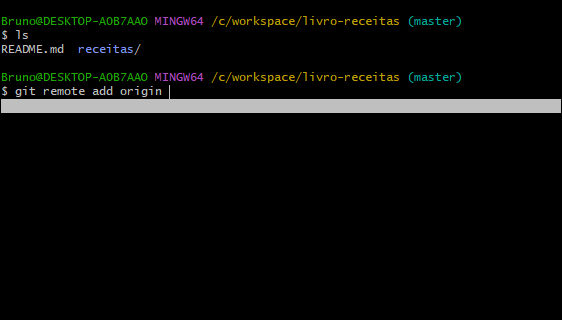 Bruno@DESKTOP-AOB7AAO MINGW64 /c/workspace/livro-receitas (master)
$ ls
README.md  receitas/
Bruno@DESKTOP-AOB7AAO MINGW64 /c/workspace/livro-receitas (master)
$ git remote add origin